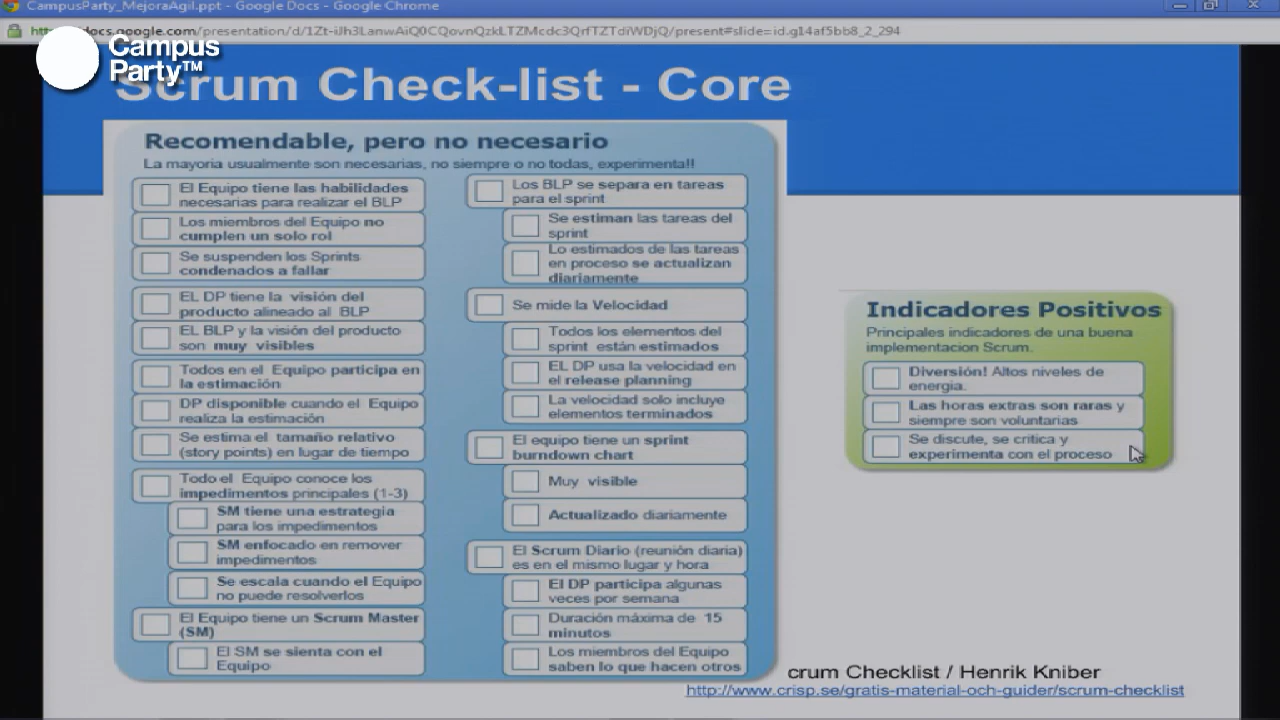 CampusParty_MejoraAgil.ppt - Google Docs - Google Chrome
docs.google.com/presentation/d/1Zt-iJh3LanwAiQ0CQovnQzkLTZMcdc3QrfTZTdiWDjQ/present#slide=id.g14af5bb8_2_294
Campus
Party™
Scrum Check-list - Core
Recomendable, pero no necesario
La mayoria usualmente son necesarias, no siempre o no todas, experimenta!!
El Equipo tiene las habilidades
necesarias para realizar el BLP
Los miembros del Equipo no
cumplen un solo rol
Se suspenden los Sprints
condenados a fallar
EL DP tiene la visión del
producto alineado al BLP
EL BLP y la visión del producto
son muy visibles
Todos en el Equipo participa en
la estimación
DP disponible cuando el Equipo
realiza la estimación
Se estima el tamaño relativo
(story points) en lugar de tiempo
Todo el Equipo conoce los
impedimentos principales (1-3)
SM tiene una estrategia
para los impedimentos
SM enfocado en remover
impedimentos
Se escala cuando el Equipo
no puede resolverlos
El Equipo tiene un Scrum Master
(SM)
El SM se sienta con el
Equipo
Los BLP se separa en tareas
para el sprint
Se estiman las tareas del
sprint
Lo estimados de las tareas
en proceso se actualizan
diariamente
Se mide la Velocidad
Todos los elementos del
sprint están estimados
EL DP usa la velocidad en
el release planning
La velocidad solo incluye
elementos terminados
El equipo tiene un sprint
burndown chart
Muy visible
Actualizado diariamente
El Scrum Diario (reunión diaria)
es en el mismo lugar y hora
El DP participa algunas
veces por semana
Duración máxima de 15
minutos
Los miembros del Equipo
saben lo que hacen otros
Indicadores Positivos
Principales indicadores de una buena
implementacion Scrum.
Diversión! Altos niveles de
energia.
Las horas extras son raras y
siempre son voluntarias
Se discute, se critica y
experimenta con el proceso
crum Checklist / Henrik Kniber
http://www.crisp.se/gratis-material-och-guider/scrum-checklist